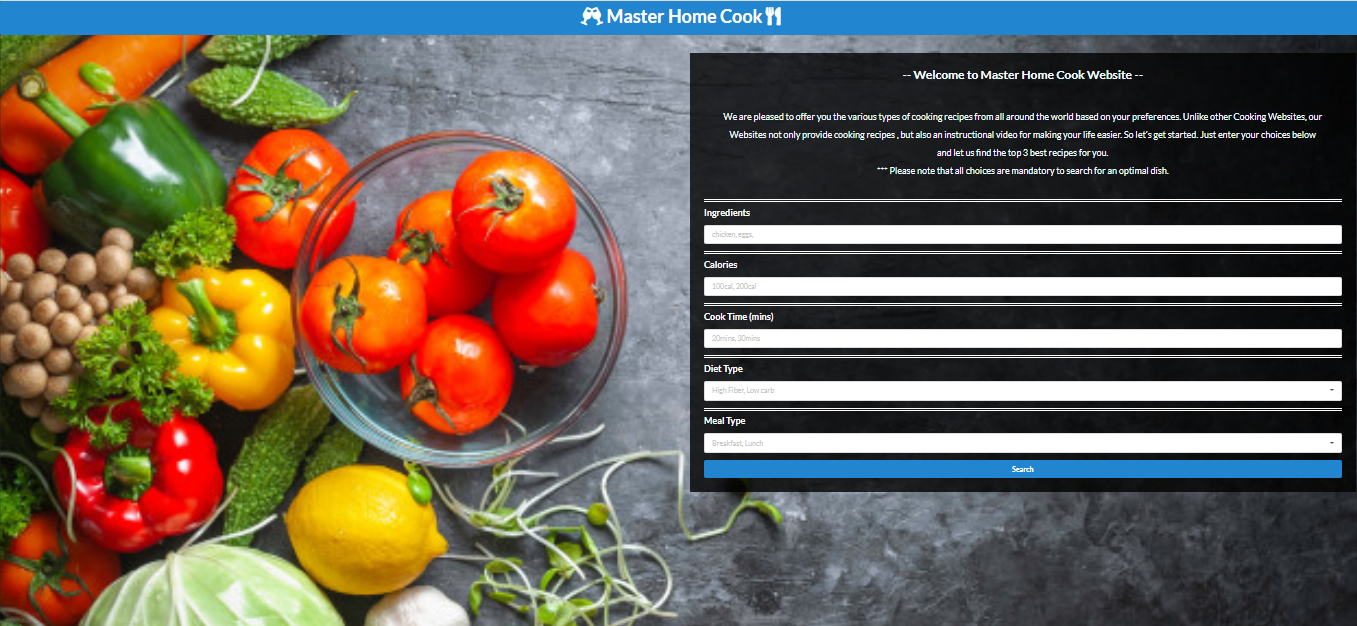 Master Home Cook
-- Welcome to Master Home Cook Website --
We are pleased to offer you the various types of cooking recipes from all around the world based on your preferences. Unlike other Cooking Websites, our
Websites not only provide cooking recipes , but also an instructional video for making your life easier. So let's get started. Just enter your choices below
and let us find the top 3 best recipes for you.
*** Please note that all choices are mandatory to search for an optimal dish.
Ingredients
chicken, eggs,
Calories
100cal, 200cal
Cook Time (mins)
20mins, 30mins
Diet Type
High Fiber, Low carb
Meal Type
Breakfast, Lunch
Search